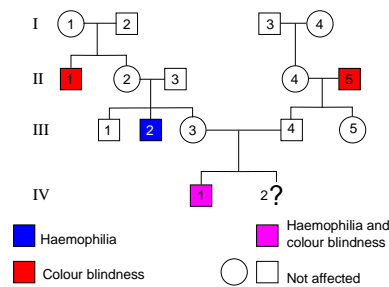 I 1 2 3 4
II 1 2 3 4 5
III 1 2 3 4 5
IV 1 2 ?
Haemophilia
Haemophilia and
colour blindness
Colour blindness
Not affected